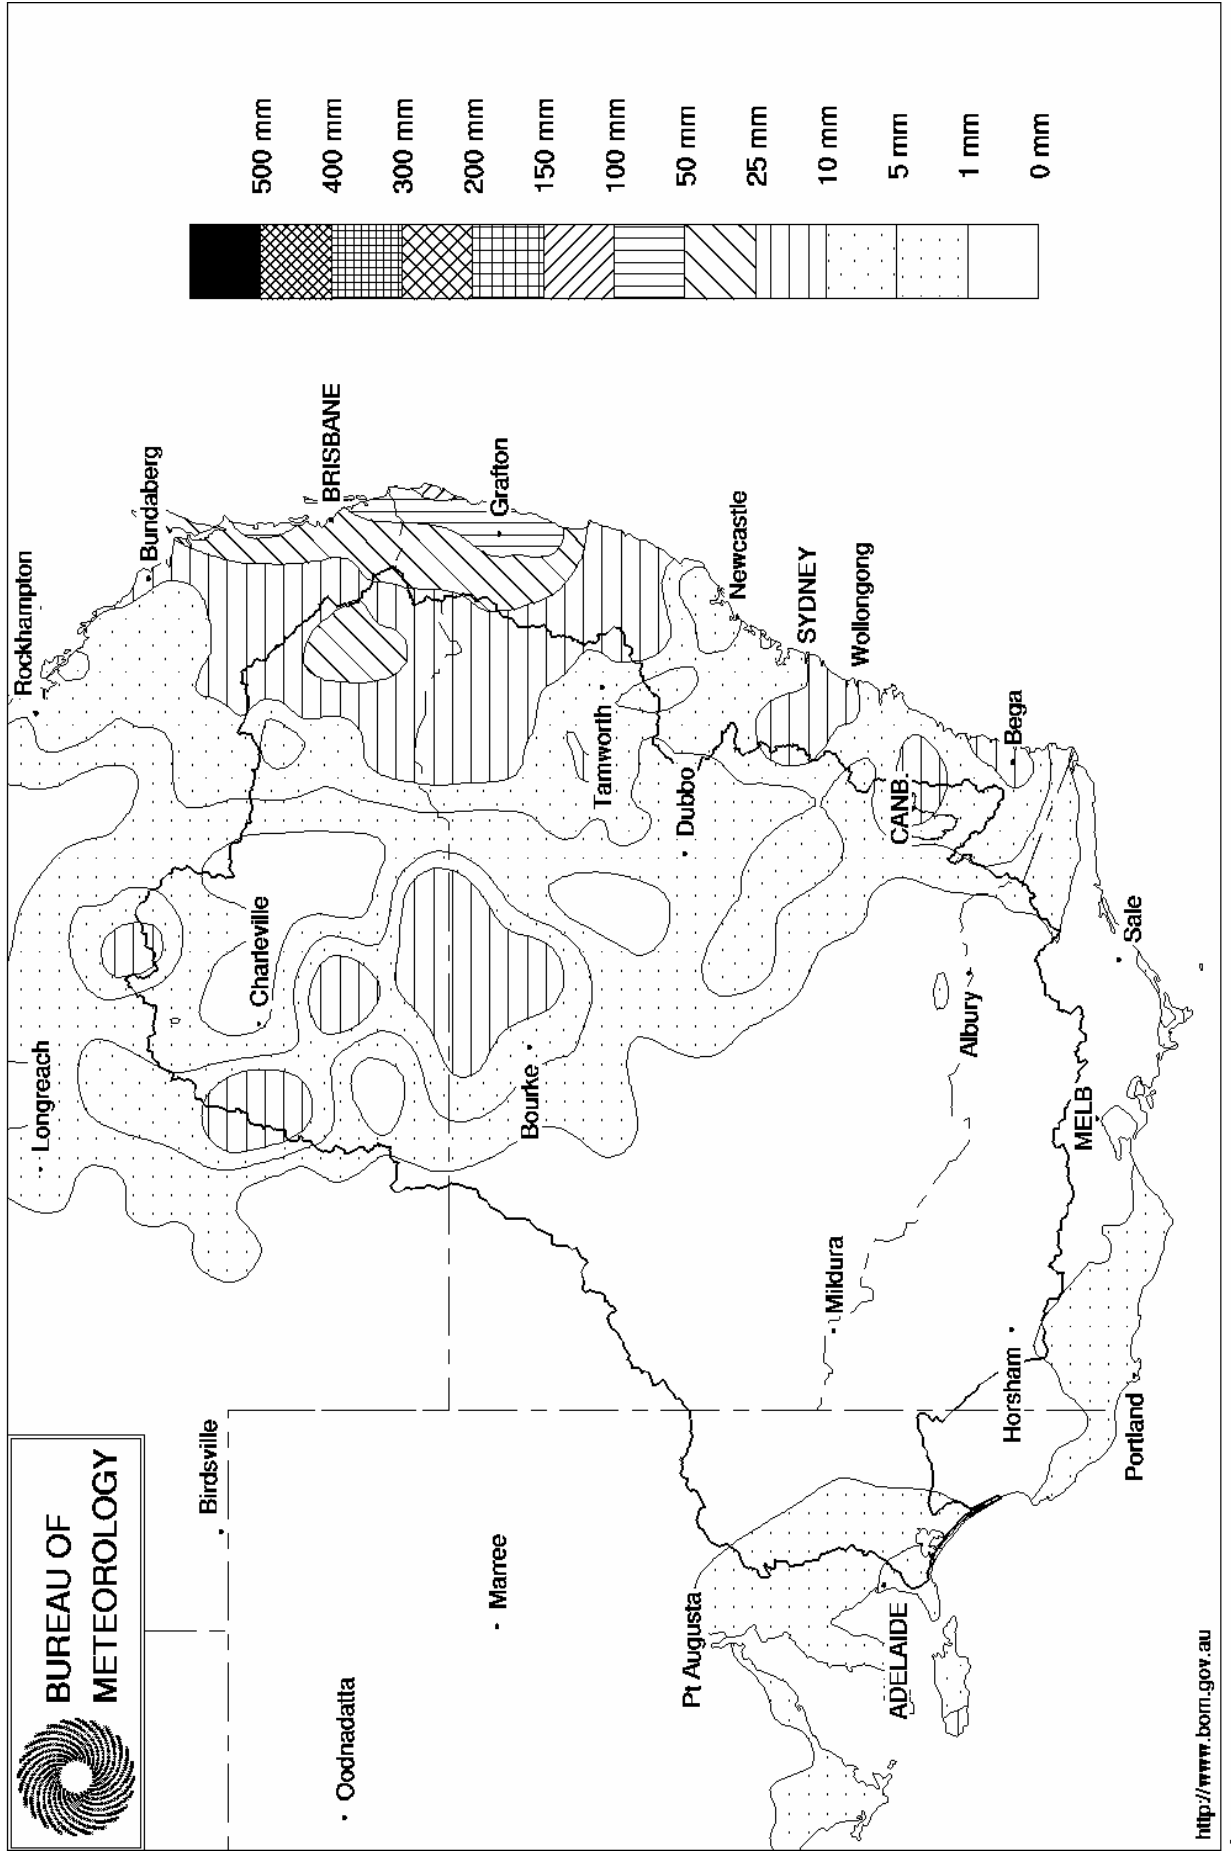 BUREAU OF
METEOROLOGY
Oodnadatta
Birdsville
Marree
Pt Augusta
ADELAIDE
Longreach
Charleville
Bourke
Mildura
Horsham
Portland
Albury
MELB
Sale
Rockhampton
Bundaberg
BRISBANE
Grafton
Tamworth
Dubbo
Newcastle
SYDNEY
Wollongong
CANB.
Bega
500 mm
400 mm
300 mm
200 mm
150 mm
100 mm
50 mm
25 mm
10 mm
5 mm
1 mm
0 mm
http://www.bom.gov.au